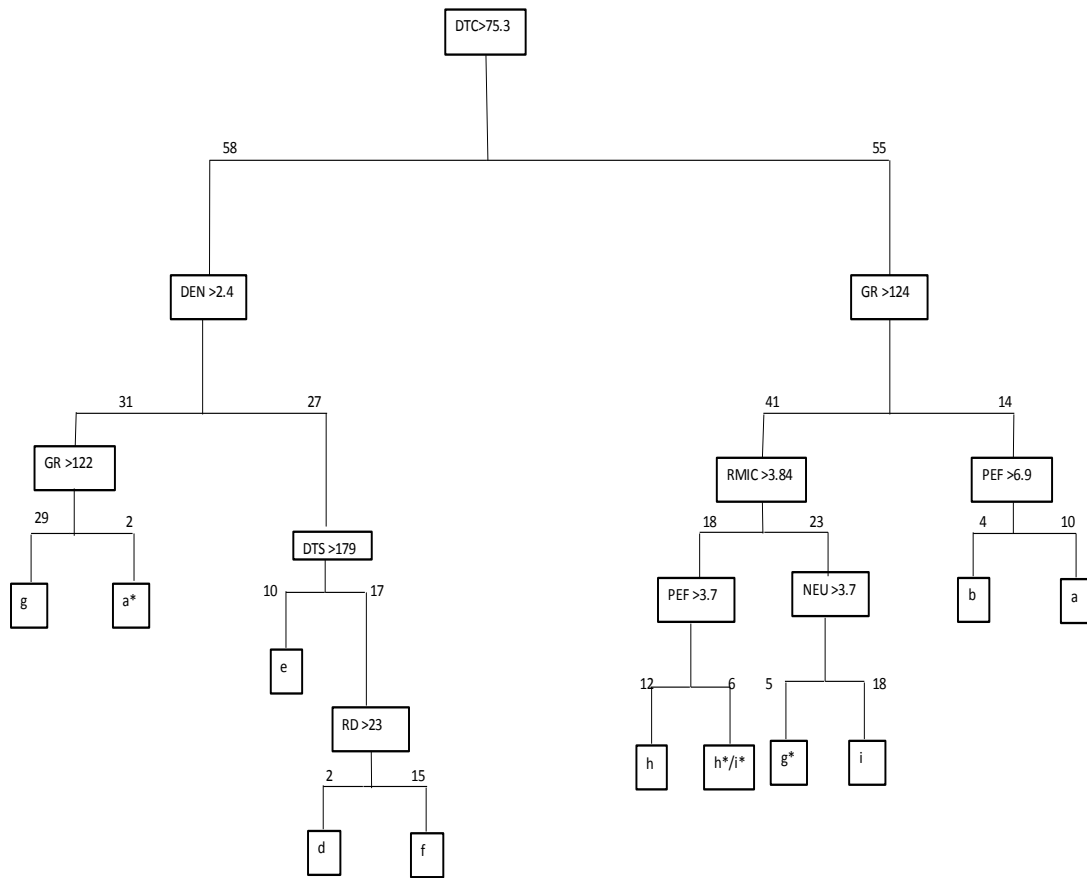 DTC>75.3
58
55
DEN >2.4
GR >124
31
27
41
14
GR >122
RMIC >3.84
PEF >6.9
29
2
18
23
4
10
DTS >179
g
a*
10
17
PEF >3.7
NEU >3.7
b
a
e
12
6
5
18
RD >23
h
h*/i*
g*
i
2
15
d
f